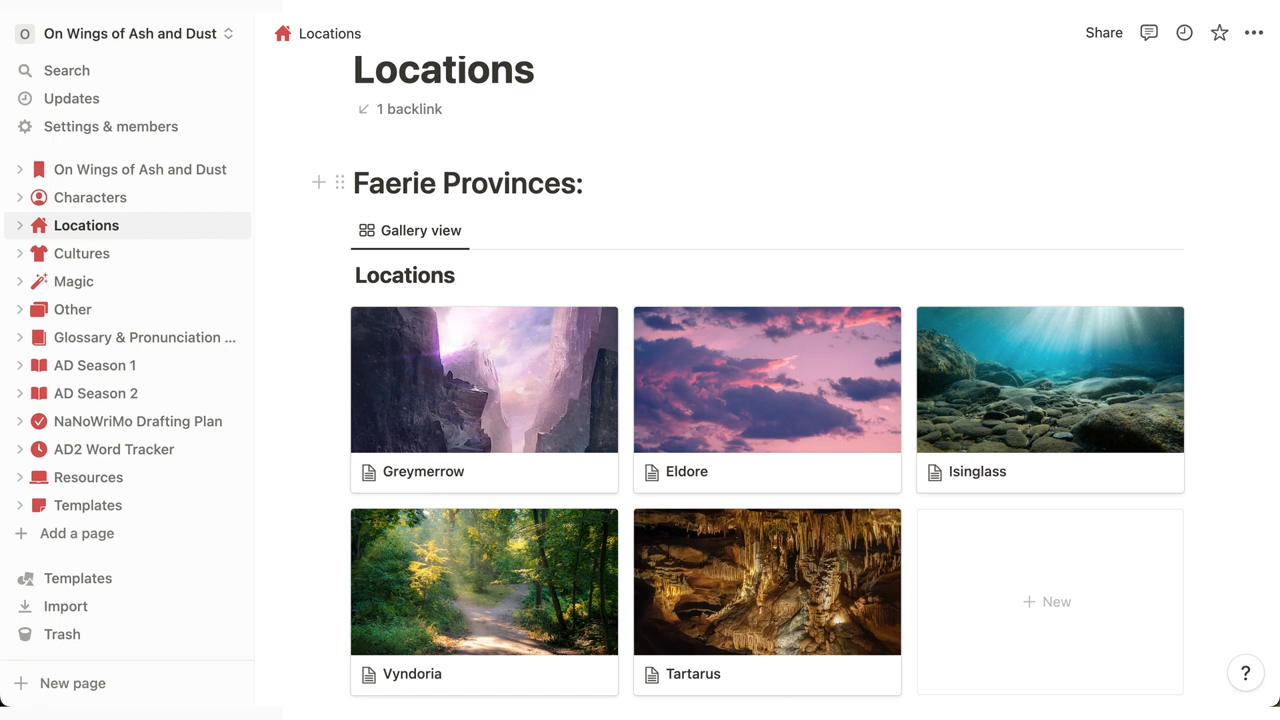 O On Wings of Ash and Dust
Search
Updates
Settings & members
On Wings of Ash and Dust
Characters
Locations
Cultures
Magic
Other
Glossary & Pronunciation ...
AD Season 1
AD Season 2
NaNoWriMo Drafting Plan
AD2 Word Tracker
Resources
Templates
Add a page
Templates
Import
Trash
New page
Locations
Share
Locations
1 backlink
Faerie Provinces:
Gallery view
Locations
Greymerrow
Eldore
Isinglass
Vyndoria
Tartarus
New
?